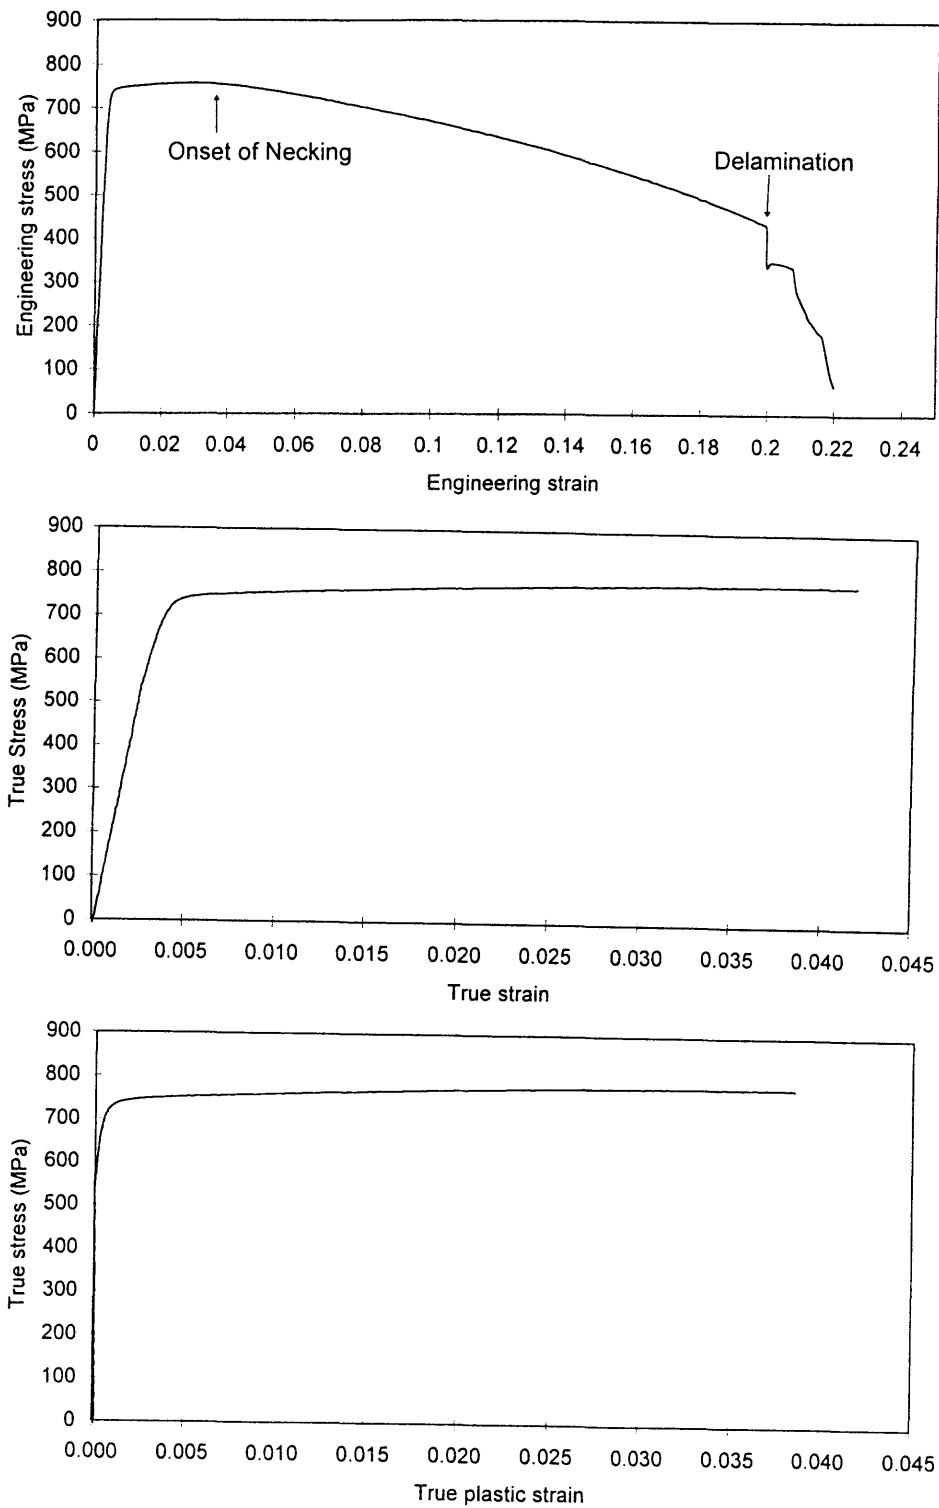 900
800
700
600
500
400
300
200
100
0
Engineering stress (MPa)
Onset of Necking
Delamination
0 0.02 0.04 0.06 0.08 0.1 0.12 0.14 0.16 0.18 0.2 0.22 0.24
Engineering strain
900
800
700
600
500
400
300
200
100
0
True Stress (MPa)
0.000 0.005 0.010 0.015 0.020 0.025 0.030 0.035 0.040 0.045
True strain
900
800
700
600
500
400
300
200
100
0
True stress (MPa)
0.000 0.005 0.010 0.015 0.020 0.025 0.030 0.035 0.040 0.045
True plastic strain